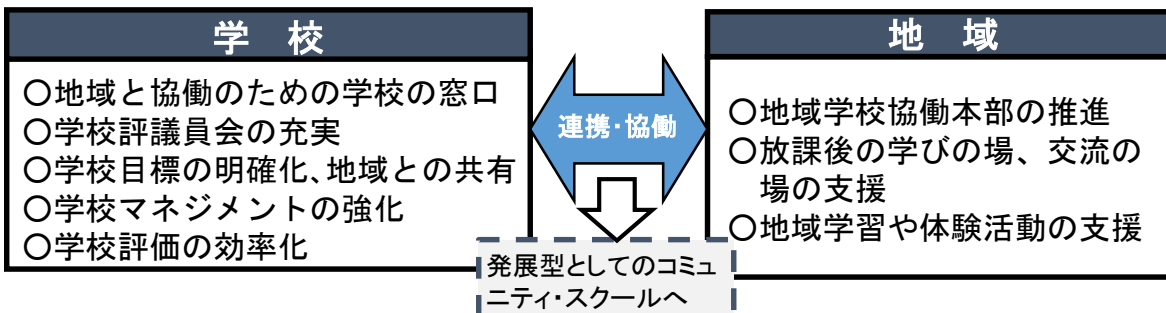 学　校
〇地域と協働のための学校の窓口
〇学校評議員会の充実
〇学校目標の明確化、地域との共有
〇学校マネジメントの強化
〇学校評価の効率化
連携・協働
地　域
〇地域学校協働本部の推進
〇放課後の学びの場、交流の
場の支援
〇地域学習や体験活動の支援
発展型としてのコミュ
ニティ・スクールへ